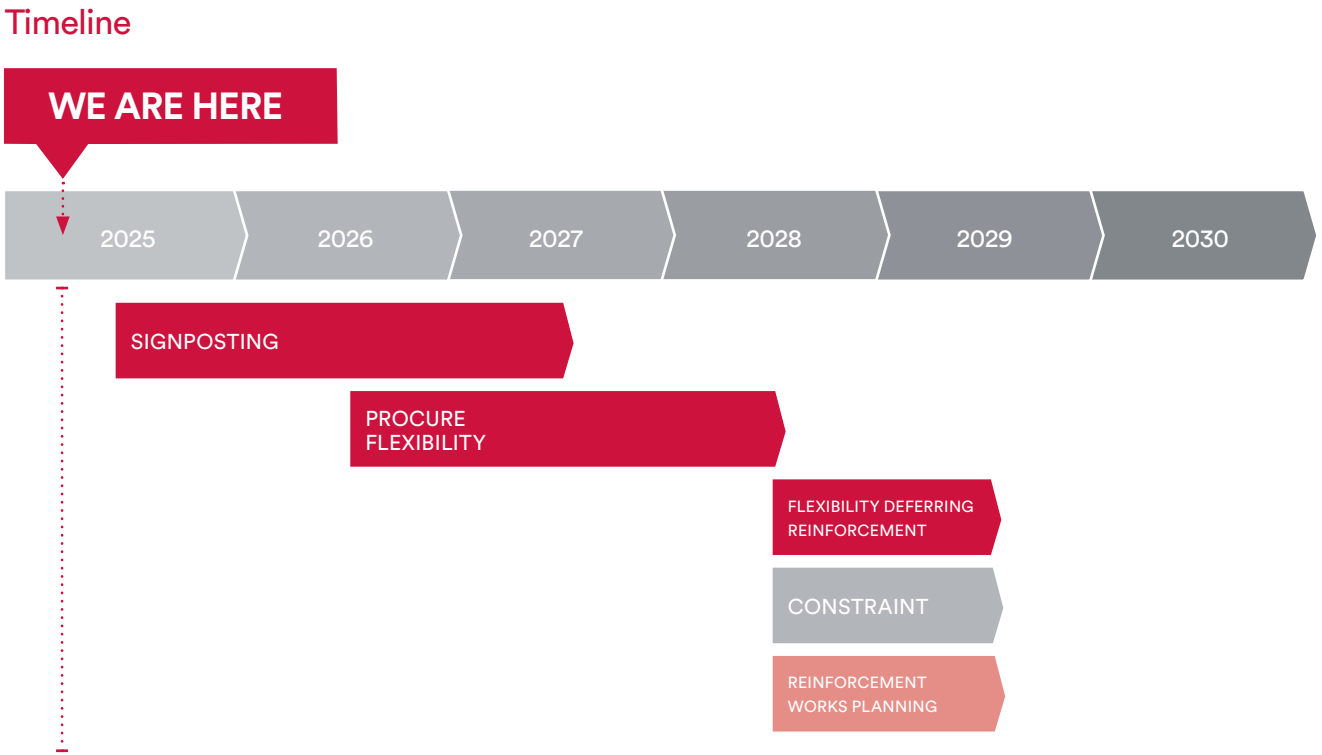 Timeline
WE ARE HERE
2025
2026
2027
2028
2029
2030
SIGNPOSTING
PROCURE
FLEXIBILITY
FLEXIBILITY DEFERRING
REINFORCEMENT
CONSTRAINT
REINFORCEMENT
WORKS PLANNING